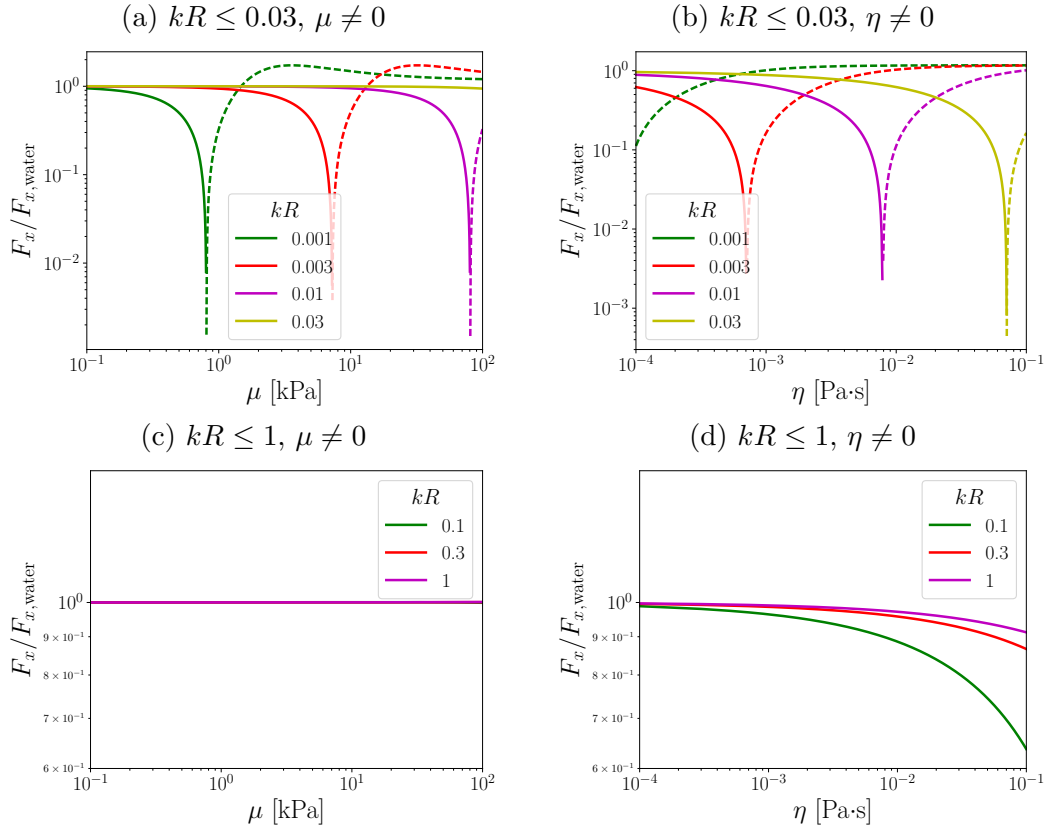 (a) kR ≤ 0.03, μ ≠ 0
F_x/F_{x,water}
10^0
10^{-1}
10^{-2}
kR
0.001
0.003
0.01
0.03
10^{-1} 10^0 10^1 10^2
μ [kPa]
(b) kR ≤ 0.03, η ≠ 0
F_x/F_{x,water}
10^0
10^{-1}
10^{-2}
10^{-3}
kR
0.001
0.003
0.01
0.03
10^{-4} 10^{-3} 10^{-2} 10^{-1}
η [Pa·s]
(c) kR ≤ 1, μ ≠ 0
F_x/F_{x,water}
10^0
9 × 10^{-1}
8 × 10^{-1}
7 × 10^{-1}
6 × 10^{-1}
kR
0.1
0.3
1
10^{-1} 10^0 10^1 10^2
μ [kPa]
(d) kR ≤ 1, η ≠ 0
F_x/F_{x,water}
10^0
9 × 10^{-1}
8 × 10^{-1}
7 × 10^{-1}
6 × 10^{-1}
kR
0.1
0.3
1
10^{-4} 10^{-3} 10^{-2} 10^{-1}
η [Pa·s]